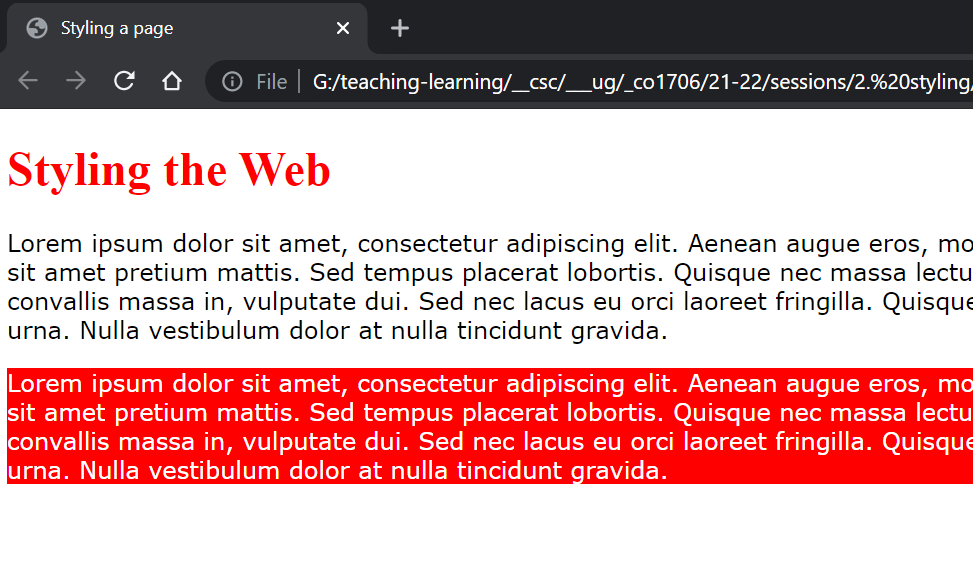 Styling a page
File
G:/teaching-learning/__csc/___ug/_co1706/21-22/sessions/2.%20styling/
Styling the Web
Lorem ipsum dolor sit amet, consectetur adipiscing elit. Aenean augue eros, mo
sit amet pretium mattis. Sed tempus placerat lobortis. Quisque nec massa lectu
convallis massa in, vulputate dui. Sed nec lacus eu orci laoreet fringilla. Quisque
urna. Nulla vestibulum dolor at nulla tincidunt gravida.
Lorem ipsum dolor sit amet, consectetur adipiscing elit. Aenean augue eros, mo
sit amet pretium mattis. Sed tempus placerat lobortis. Quisque nec massa lectu
convallis massa in, vulputate dui. Sed nec lacus eu orci laoreet fringilla. Quisque
urna. Nulla vestibulum dolor at nulla tincidunt gravida.